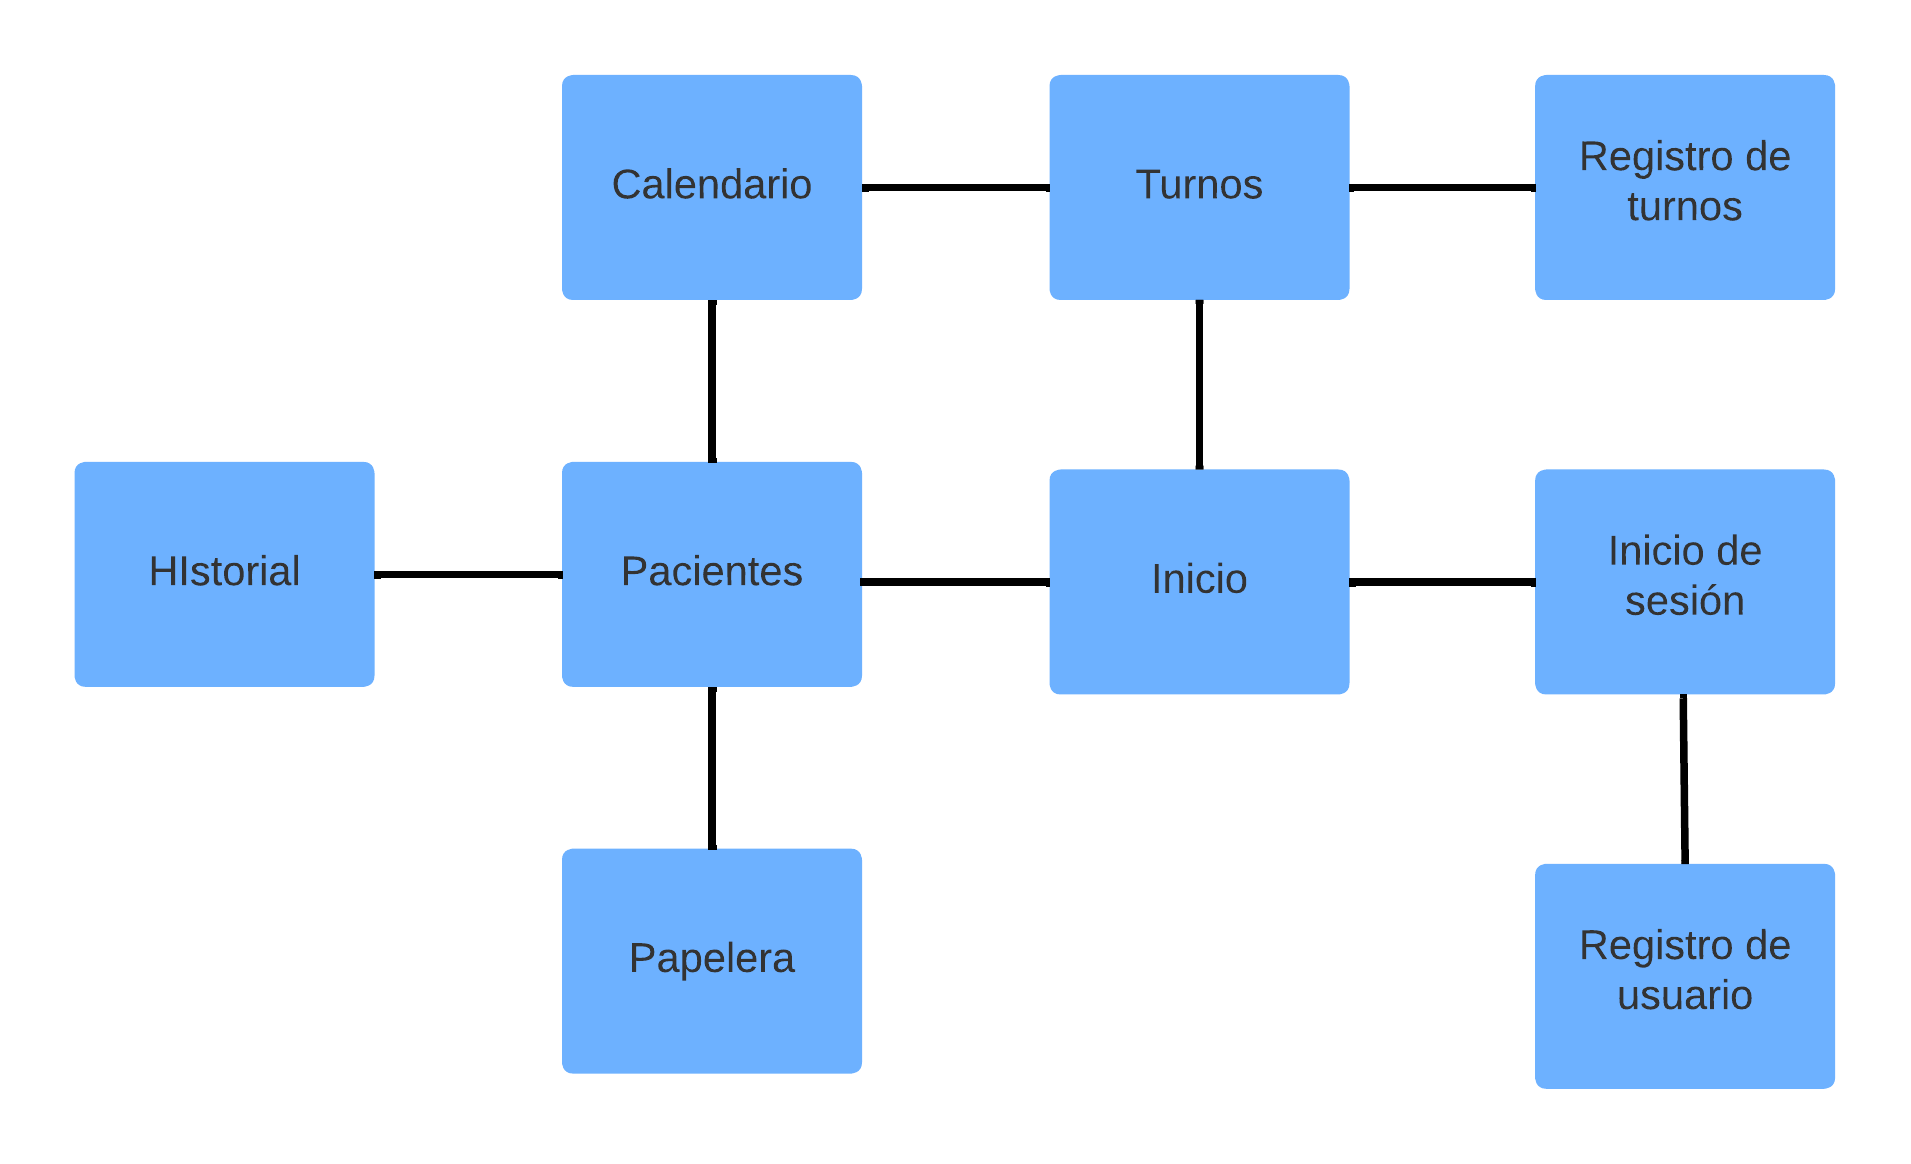 Calendario
Turnos
Registro de
turnos
HIstorial
Pacientes
Inicio
Inicio de
sesión
Papelera
Registro de
usuario